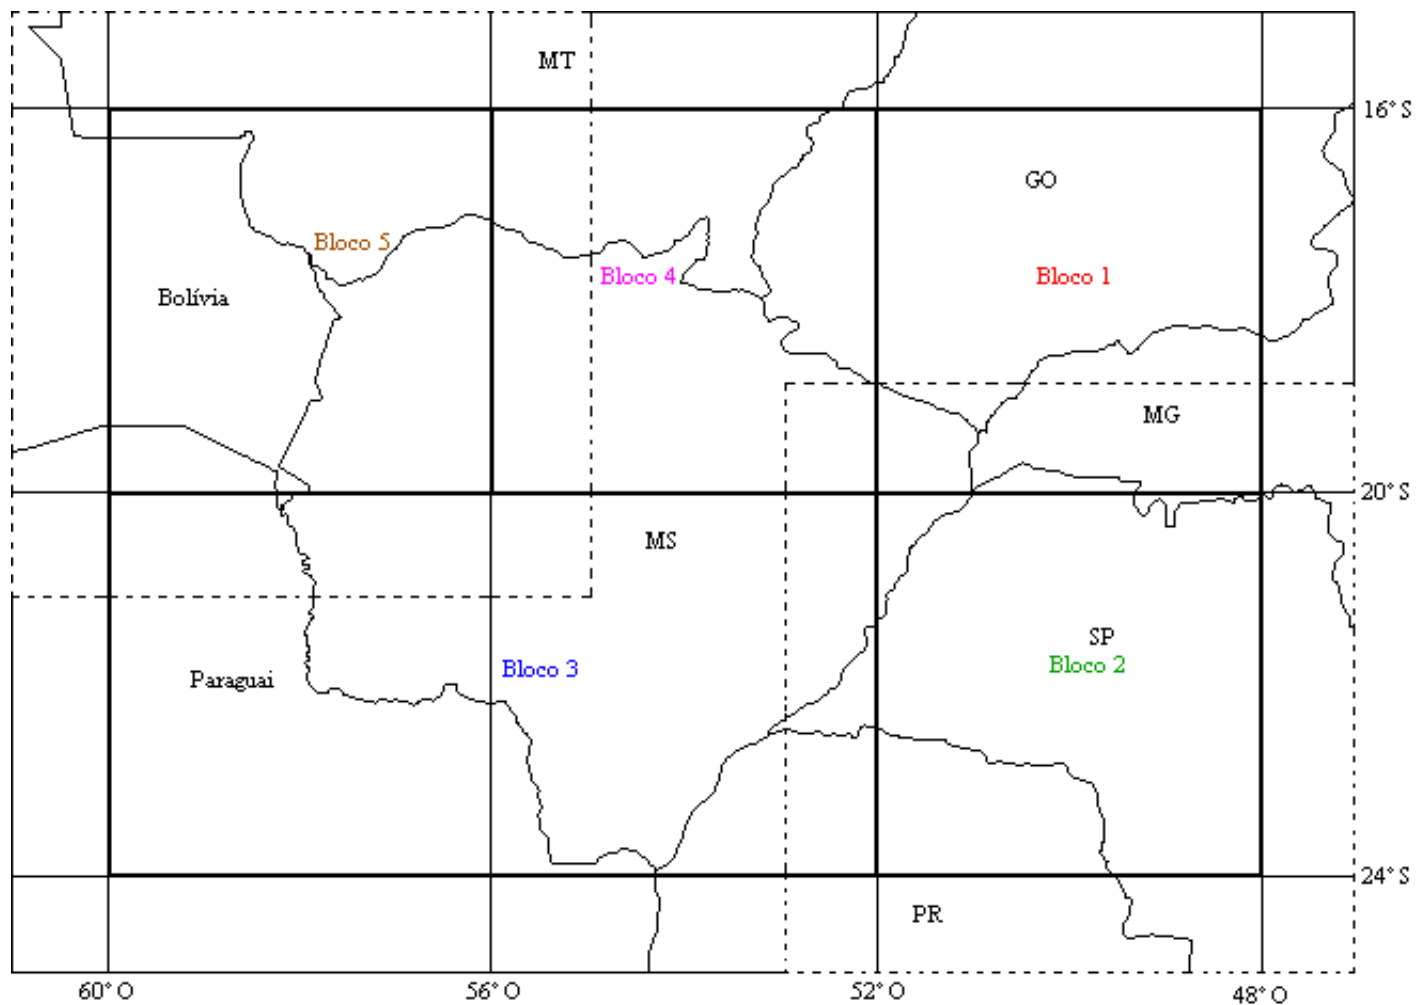 MT
16° S
GO
Bloco 5
Bloco 4
Bloco 1
Bolívia
MG
20° S
MS
SP
Bloco 3
Bloco 2
Paraguai
24° S
PR
60° O
56° O
52° O
48° O